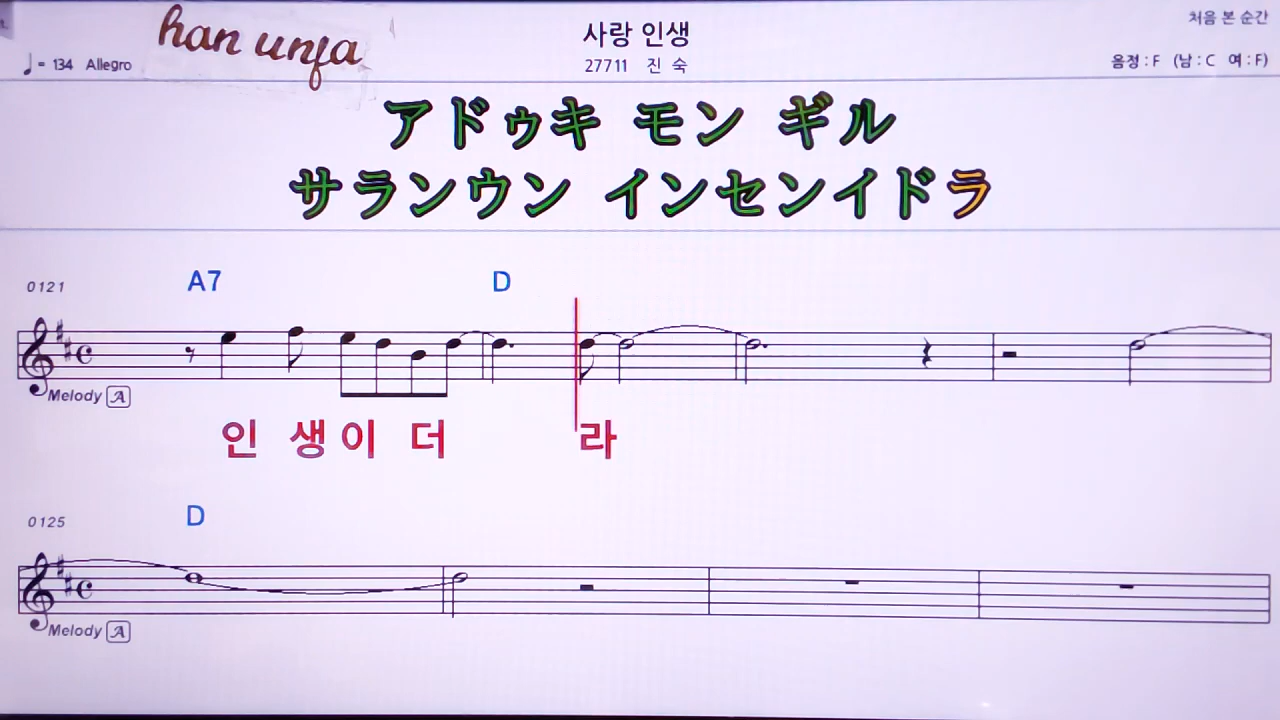 han unfa
사랑 인생
처음 본 순간
♩= 134 Allegro
27711 진 숙
음정 : F (남 : C 여 : F)
アドゥキ モン ギル
サランウン インセンイドラ
0121
A7 D
Melody A
인 생 이 더 라
0125
D
Melody A